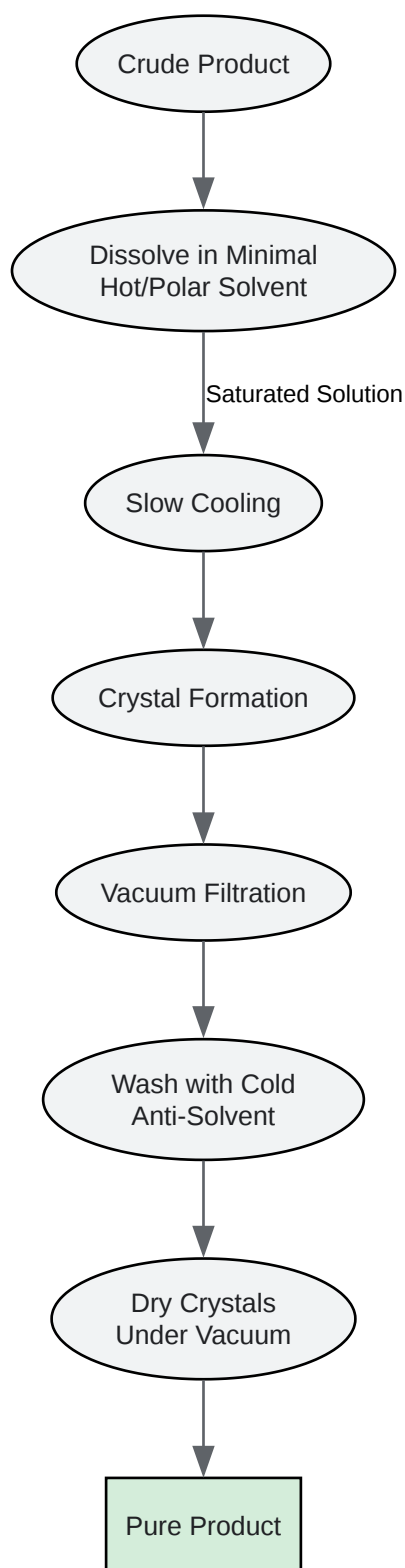 Crude Product
Dissolve in Minimal
Hot/Polar Solvent
Saturated Solution
Slow Cooling
Crystal Formation
Vacuum Filtration
Wash with Cold
Anti-Solvent
Dry Crystals
Under Vacuum
Pure Product